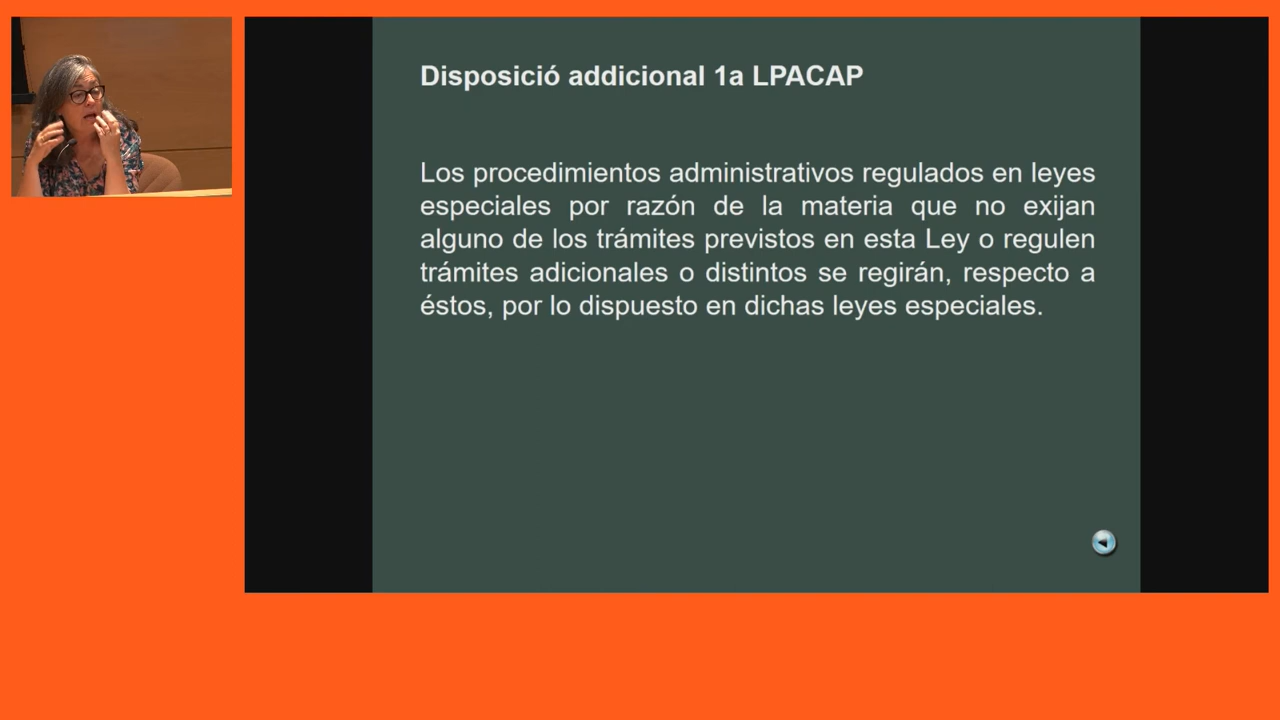 Disposició addicional 1a LPACAP
Los procedimientos administrativos regulados en leyes
especiales por razón de la materia que no exijan
alguno de los trámites previstos en esta Ley o regulen
trámites adicionales o distintos se regirán, respecto a
éstos, por lo dispuesto en dichas leyes especiales.